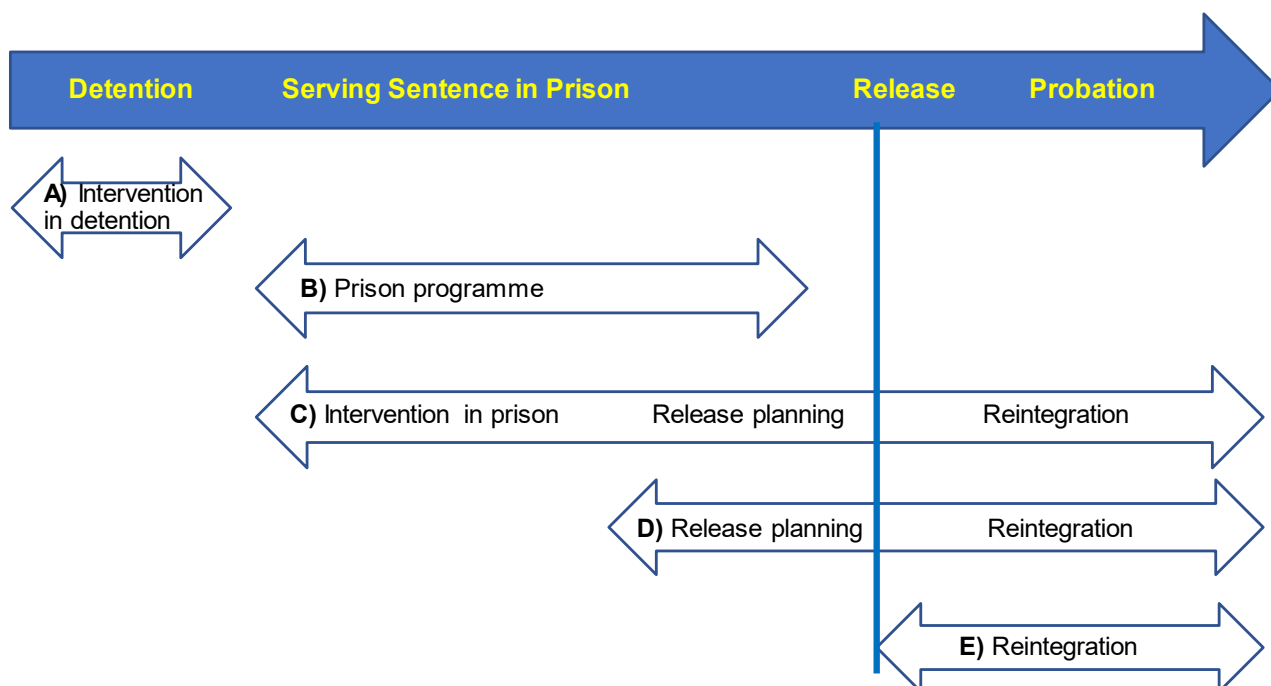 Detention Serving Sentence in Prison Release Probation
A) Intervention
in detention
B) Prison programme
C) Intervention in prison Release planning Reintegration
D) Release planning Reintegration
E) Reintegration